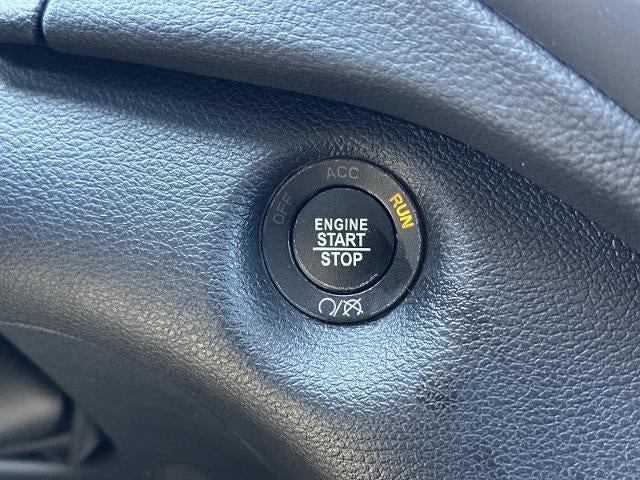 OFF ACC RUN
ENGINE
START
STOP